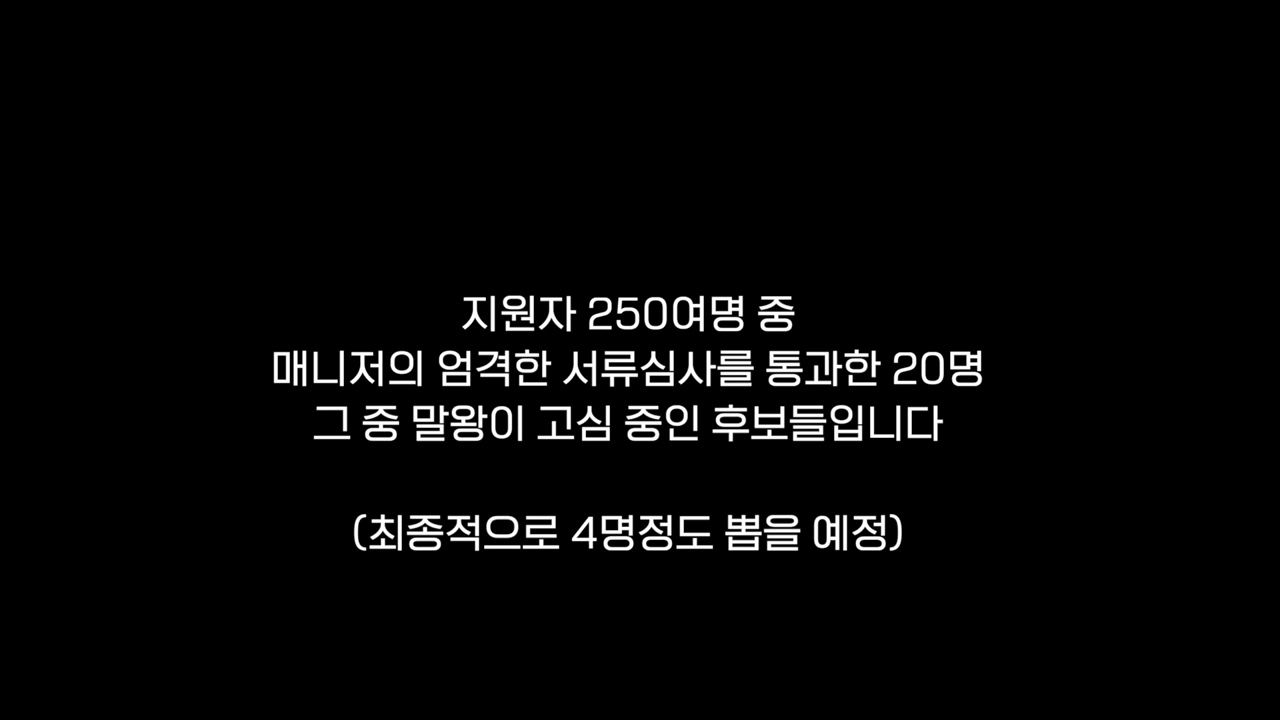 지원자 250여명 중
매니저의 엄격한 서류심사를 통과한 20명
그 중 말왕이 고심 중인 후보들입니다
(최종적으로 4명정도 뽑을 예정)